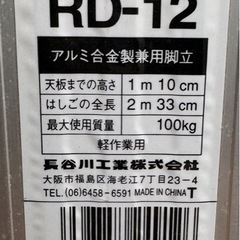 RD-12
アルミ合金製兼用脚立
天板までの高さ 1m10cm
はしごの全長 2m33cm
最大使用質量 100kg
軽作業用
長谷川工業株式会社
大阪市福島区海老江7丁目23−4
TEL.(06)6458−6591 MADE IN CHINA T